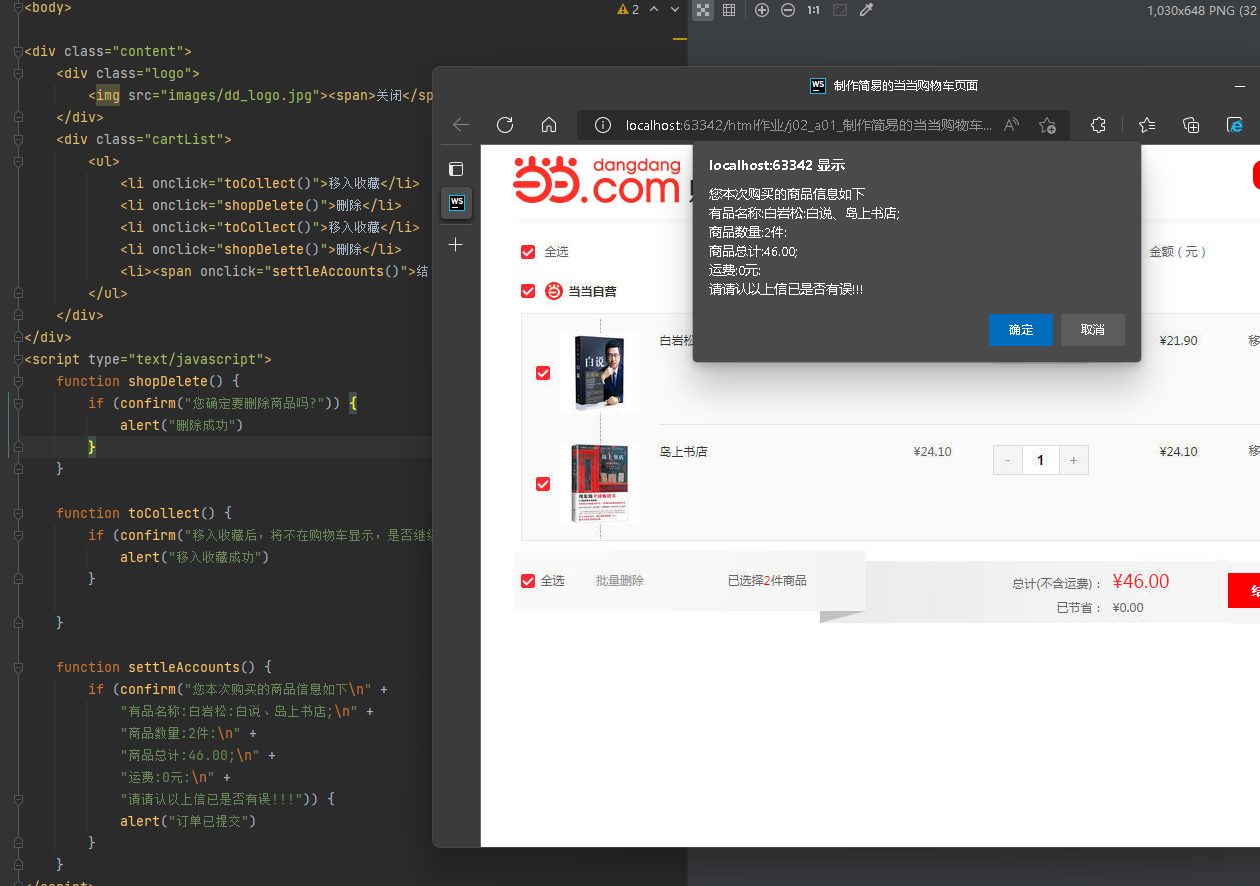 <body>
2
1:1
1,030x648 PNG (32
<div class="content">
<div class="logo">
<img src="images/dd_logo.jpg"><span>关闭</sp
</div>
<div class="cartList">
<ul>
<li onclick="toCollect()">移入收藏</li>
<li onclick="shopDelete()">删除</li>
<li onclick="toCollect()">移入收藏</li>
<li onclick="shopDelete()">删除</li>
<li><span onclick="settleAccounts()">结
</ul>
</div>
</div>
<script type="text/javascript">
function shopDelete() {
if (confirm("您确定要删除商品吗?")) {
alert("删除成功")
}
}
function toCollect() {
if (confirm("移入收藏后，将不在购物车显示，是否继续
alert("移入收藏成功")
}
}
function settleAccounts() {
if (confirm("您本次购买的商品信息如下\n" +
"有品名称:白岩松:白说、岛上书店;\n" +
"商品数量:2件:\n" +
"商品总计:46.00;\n" +
"运费:0元:\n" +
"请请认以上信已是否有误!!!")) {
alert("订单已提交")
}
}
</script>
WS 制作简易的当当购物车页面
localhost:63342/html作业/j02_a01_制作简易的当当购物车...
WS
当当 dangdang
.com
localhost:63342 显示
您本次购买的商品信息如下
有品名称:白岩松:白说、岛上书店;
商品数量:2件:
商品总计:46.00;
运费:0元:
请请认以上信已是否有误!!!
确定 取消
全选
金额（元）
当当自营
白说
白岩松
¥21.90
移
岛上书店
岛上书店
¥24.10
- 1 +
¥24.10
移
全选
批量删除
已选择2件商品
总计(不含运费)： ¥46.00
已节省： ¥0.00
结